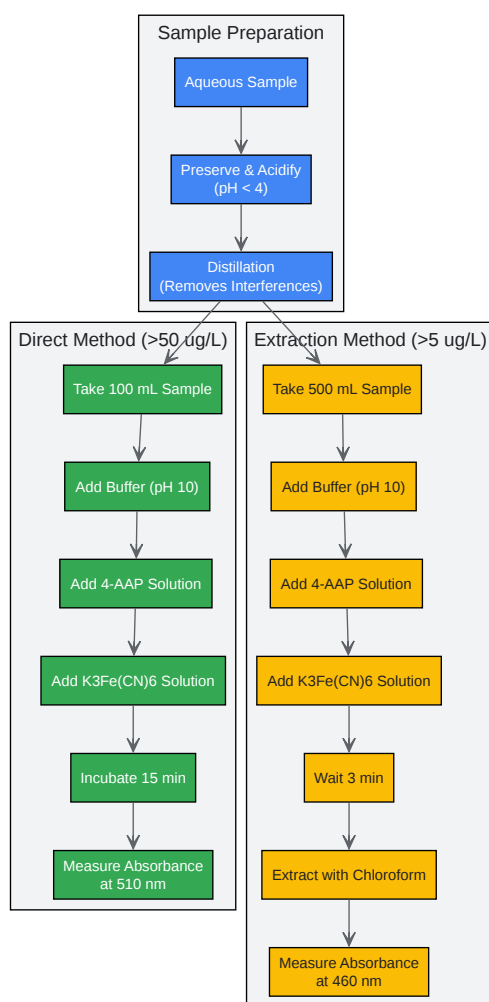 Sample Preparation
Aqueous Sample
Preserve & Acidify
(pH < 4)
Distillation
(Removes Interferences)
Direct Method (>50 ug/L)
Take 100 mL Sample
Add Buffer (pH 10)
Add 4-AAP Solution
Add K3Fe(CN)6 Solution
Incubate 15 min
Measure Absorbance
at 510 nm
Extraction Method (>5 ug/L)
Take 500 mL Sample
Add Buffer (pH 10)
Add 4-AAP Solution
Add K3Fe(CN)6 Solution
Wait 3 min
Extract with Chloroform
Measure Absorbance
at 460 nm